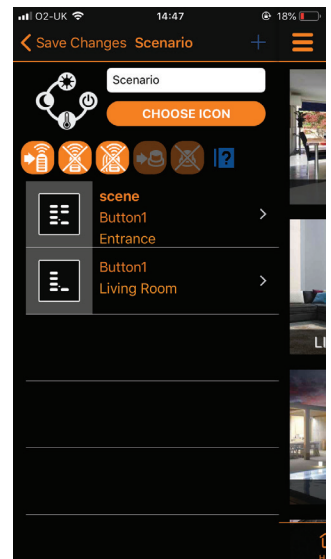 O2-UK 14:47 18%
Save Changes Scenario +
Scenario
CHOOSE ICON
?
scene
Button1
Entrance
Button1
Living Room
LI